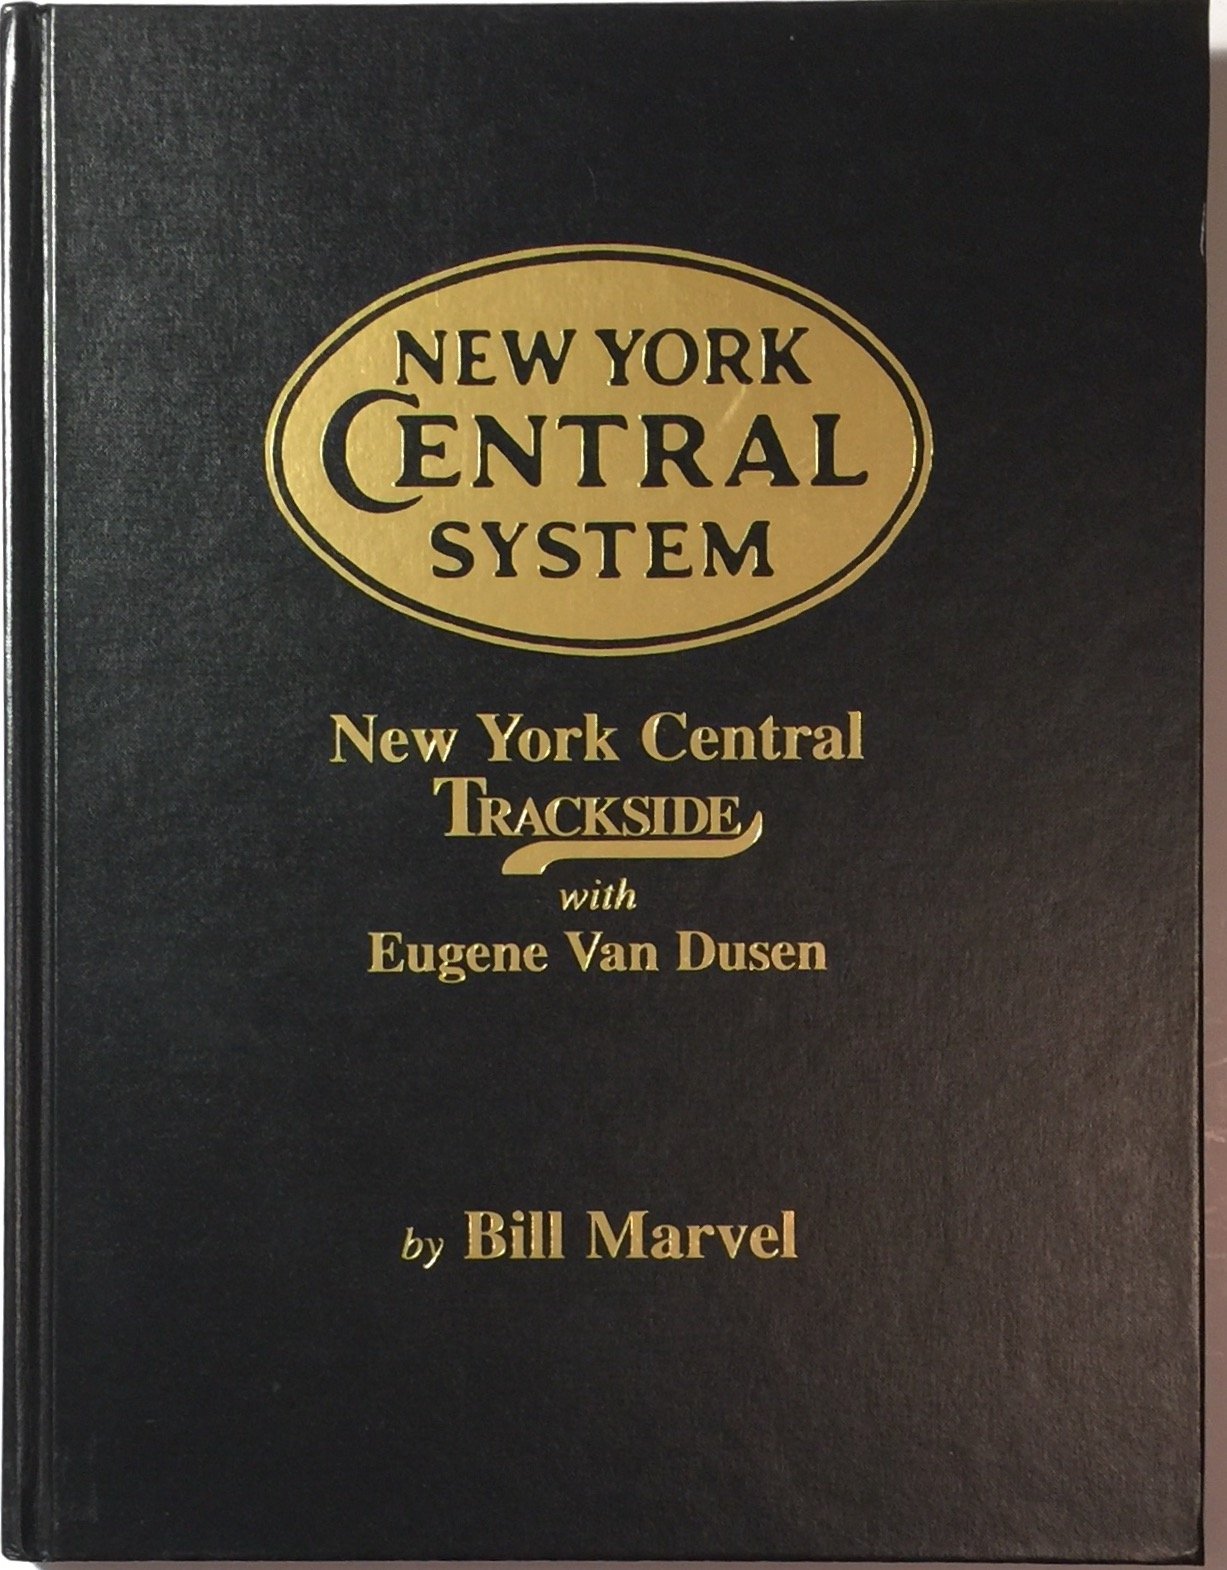 NEW YORK
CENTRAL
SYSTEM
New York Central
TRACKSIDE
with
Eugene Van Dusen
by Bill Marvel